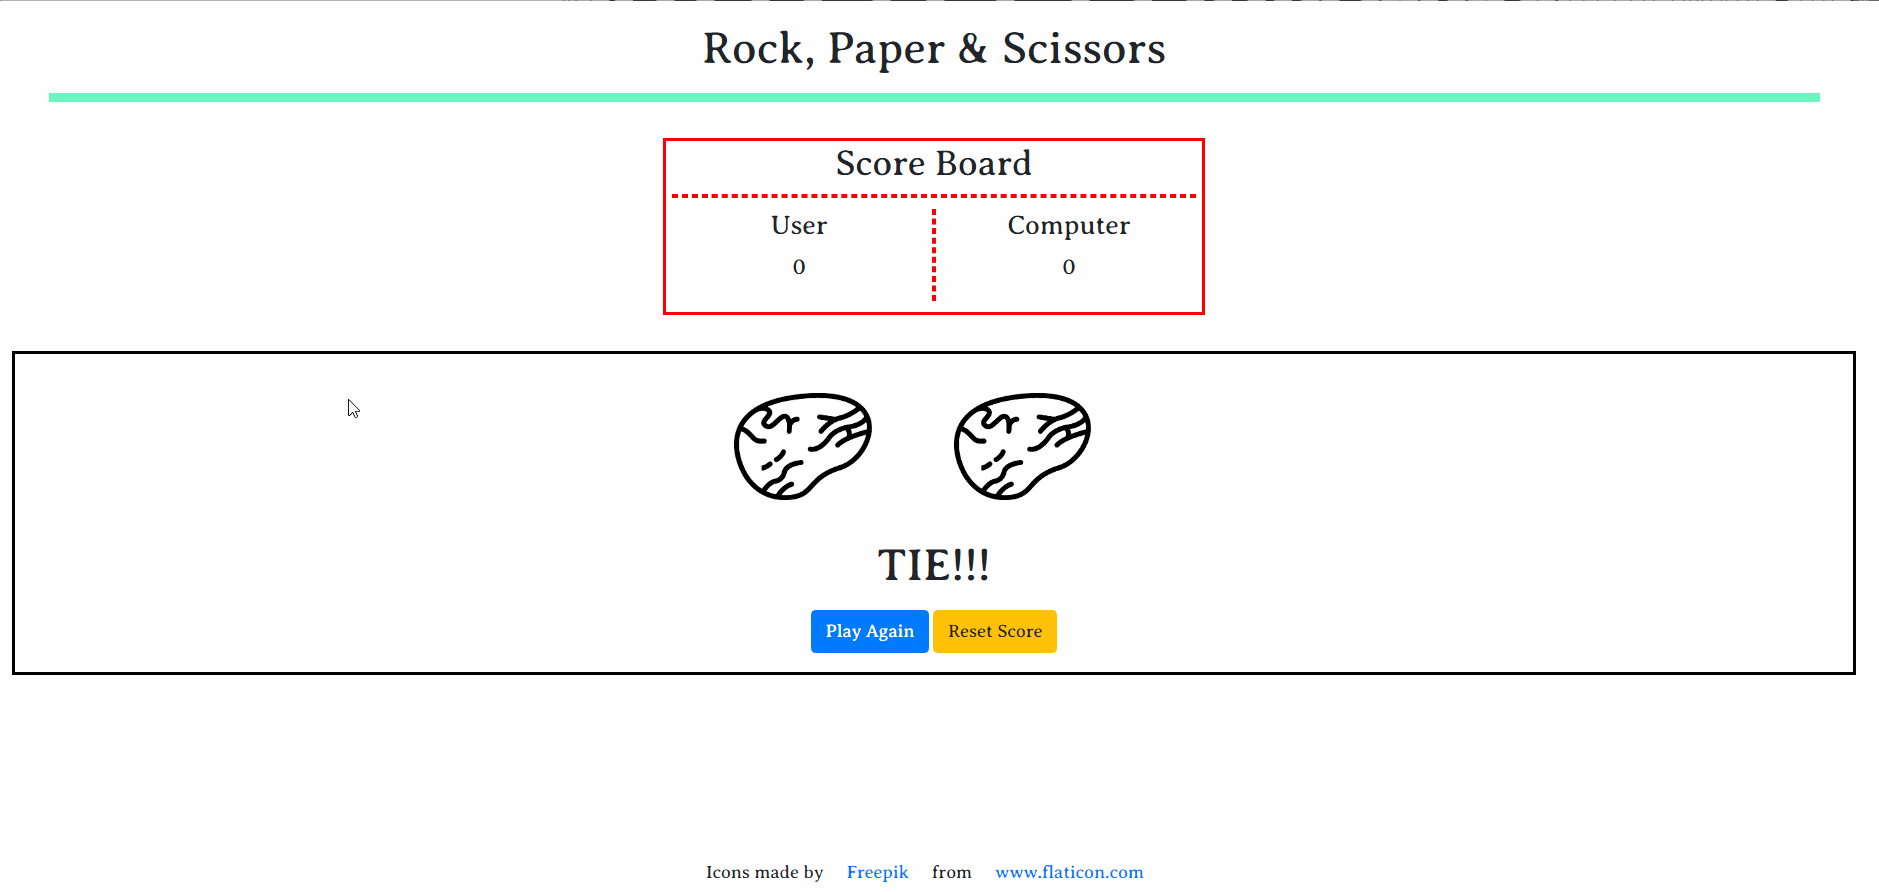 Rock, Paper & Scissors
Score Board
User Computer
0 0
TIE!!!
Play Again Reset Score
Icons made by Freepik from www.flaticon.com